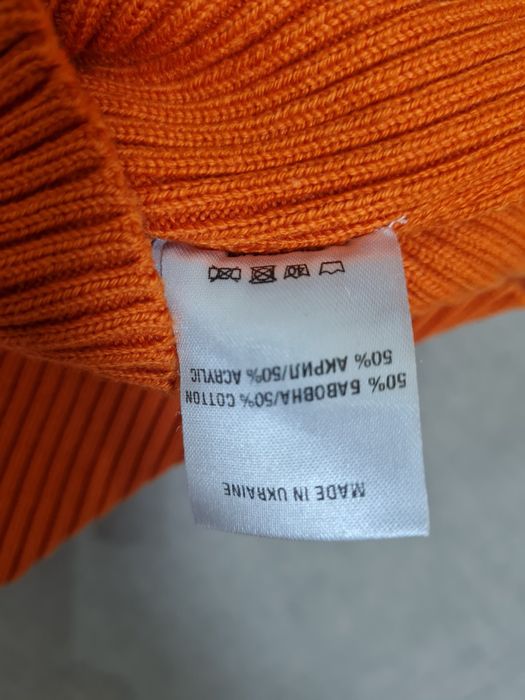 MADE IN UKRAINE
50% БАВОВНА/50% COTTON
50% АКРИЛ/50% ACRYLIC